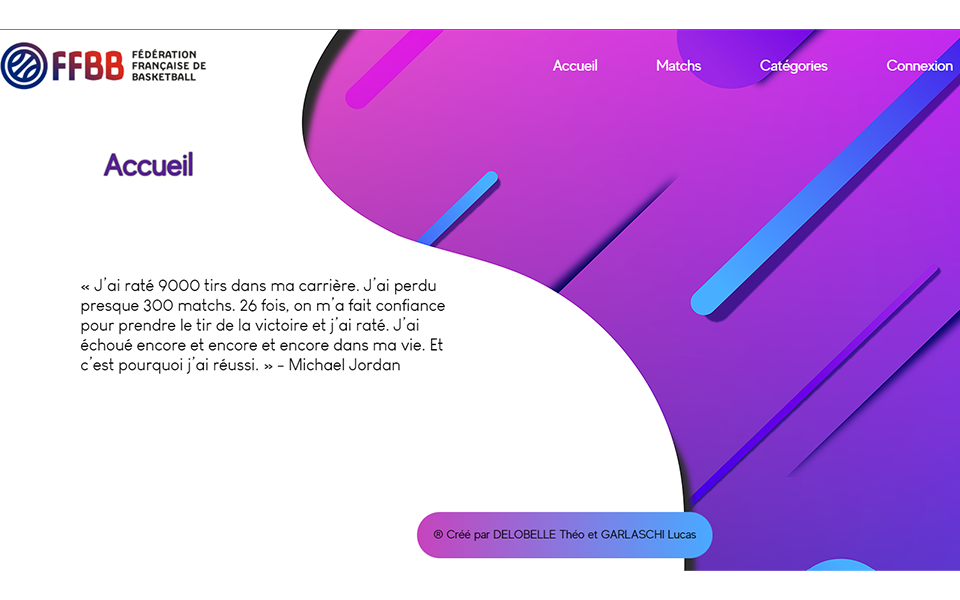 FFBB
FÉDÉRATION
FRANÇAISE DE
BASKETBALL
Accueil
Matchs
Catégories
Connexion
Accueil
« J'ai raté 9000 tirs dans ma carrière. J'ai perdu
presque 300 matchs. 26 fois, on m'a fait confiance
pour prendre le tir de la victoire et j'ai raté. J'ai
échoué encore et encore et encore dans ma vie. Et
c'est pourquoi j'ai réussi. » - Michael Jordan
® Créé par DELOBELLE Théo et GARLASCHI Lucas